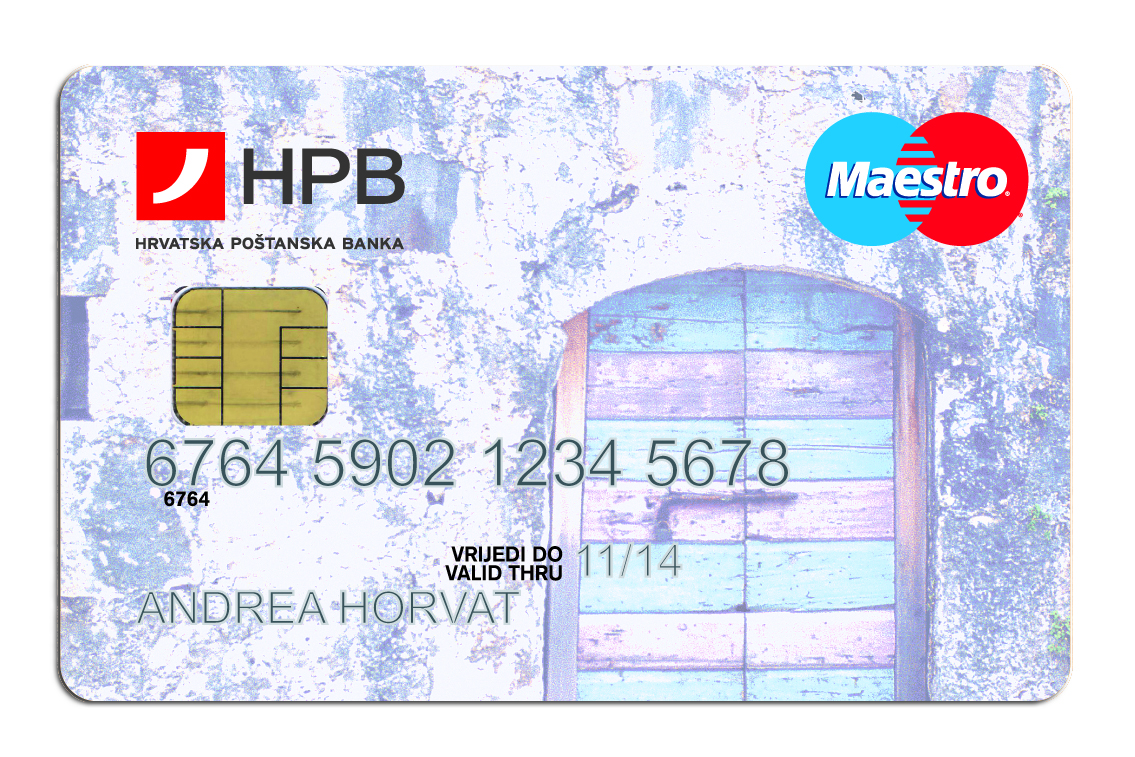 HPB
HRVATSKA POŠTANSKA BANKA
Maestro
6764 5902 1234 5678
6764
VRIJEDI DO
VALID THRU
11/14
ANDREA HORVAT